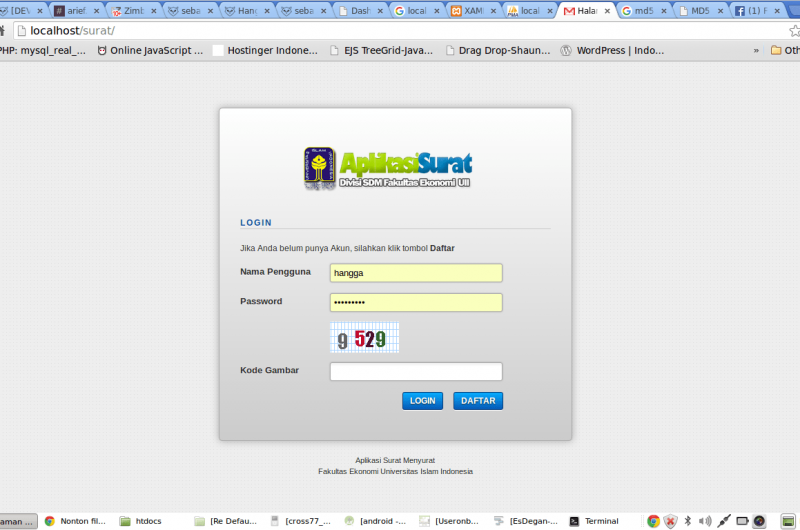 [DEV
arief
Zimb
seba
Hang
seba
Dash
local
XAM
local
Hala
md5
MD5
(1) F
localhost/surat/
PHP: mysql_real_...
Online JavaScript ...
Hostinger Indone...
EJS TreeGrid-Java...
Drag Drop-Shaun...
WordPress | Indo...
»
Oth
AplikasiSurat
Divisi SDM Fakultas Ekonomi UII
LOGIN
Jika Anda belum punya Akun, silahkan klik tombol Daftar
Nama Pengguna
hangga
Password
•••••••••
9 529
Kode Gambar
LOGIN
DAFTAR
Aplikasi Surat Menyurat
Fakultas Ekonomi Universitas Islam Indonesia
aman ...
Nonton fil...
htdocs
[Re Defau...
[cross77_...
[android -...
[Useronb...
[EsDegan-...
Terminal